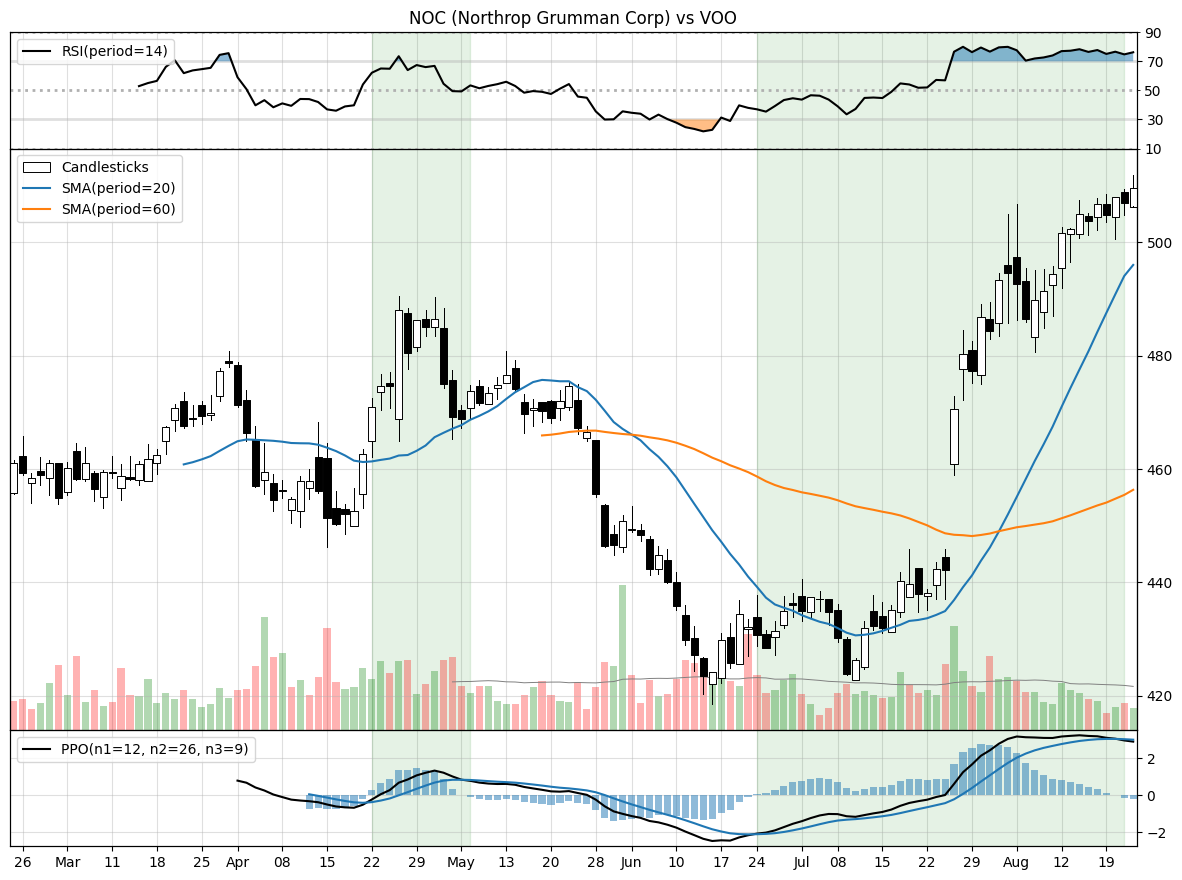 NOC (Northrop Grumman Corp) vs VOO
RSI(period=14)
90
70
50
30
10
Candlesticks
SMA(period=20)
SMA(period=60)
500
480
460
440
420
PPO(n1=12, n2=26, n3=9)
2
0
−2
26 Mar 11 18 25 Apr 08 15 22 29 May 13 20 28 Jun 10 17 24 Jul 08 15 22 29 Aug 12 19